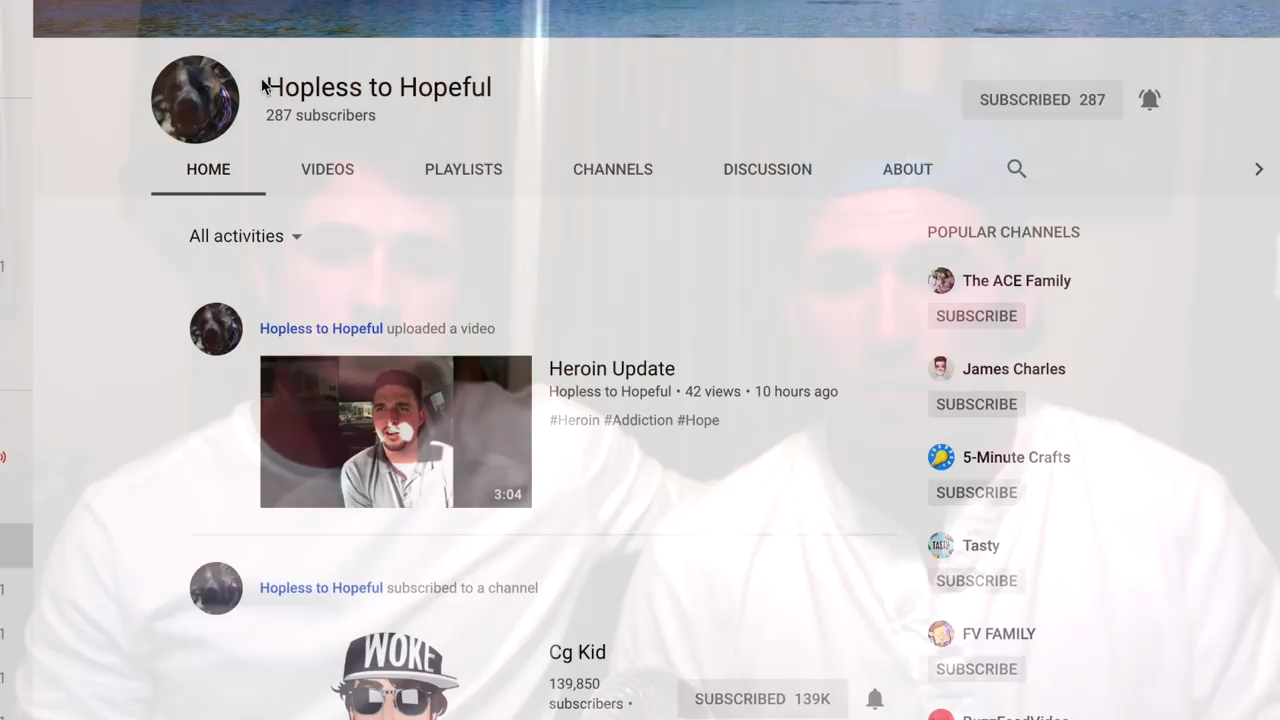 Hopless to Hopeful
287 subscribers
SUBSCRIBED 287
HOME VIDEOS PLAYLISTS CHANNELS DISCUSSION ABOUT
All activities
POPULAR CHANNELS
The ACE Family
SUBSCRIBE
Hopless to Hopeful uploaded a video
3:04
Heroin Update
Hopless to Hopeful • 42 views • 10 hours ago
#Heroin #Addiction #Hope
James Charles
SUBSCRIBE
5-Minute Crafts
SUBSCRIBE
TASTY
Tasty
SUBSCRIBE
Hopless to Hopeful subscribed to a channel
WOKE
Cg Kid
139,850
subscribers •
SUBSCRIBED 139K
FV FAMILY
SUBSCRIBE
BuzzFeedVideo